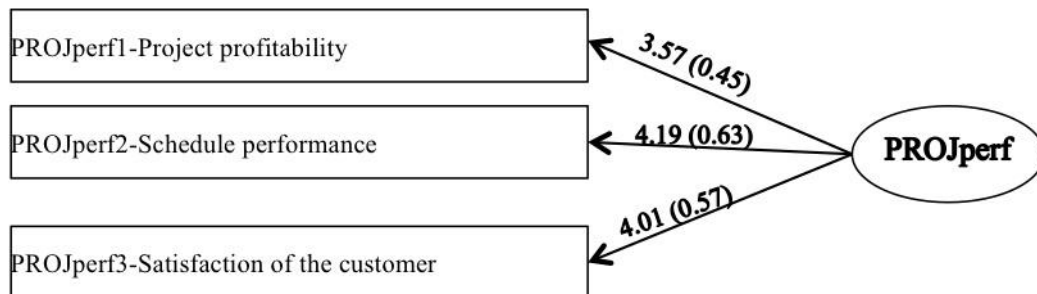 PROJperf1-Project profitability
3.57 (0.45)
PROJperf2-Schedule performance
4.19 (0.63)
PROJperf
4.01 (0.57)
PROJperf3-Satisfaction of the customer